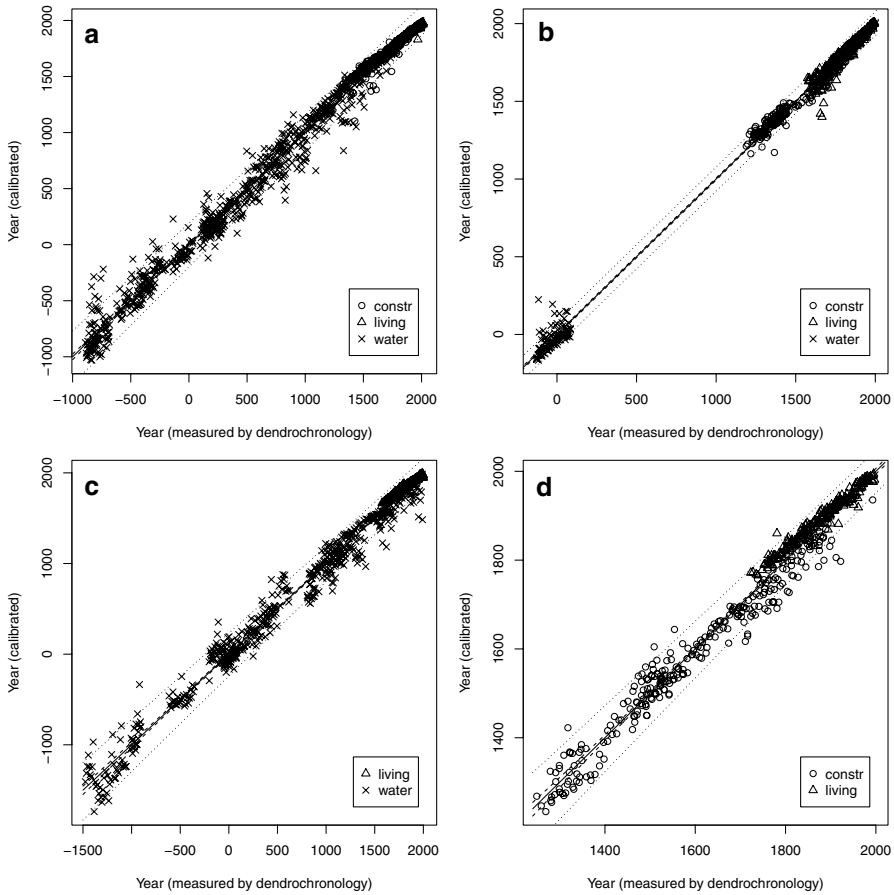 a
2000
1500
1000
500
0
−500
−1000
Year (calibrated)
constr
living
water
−1000 −500 0 500 1000 1500 2000
Year (measured by dendrochronology)
b
2000
1500
1000
500
0
Year (calibrated)
constr
living
water
0 500 1000 1500 2000
Year (measured by dendrochronology)
c
2000
1000
0
−1000
Year (calibrated)
living
water
−1500 −500 0 500 1000 1500 2000
Year (measured by dendrochronology)
d
2000
1800
1600
1400
Year (calibrated)
constr
living
1400 1600 1800 2000
Year (measured by dendrochronology)